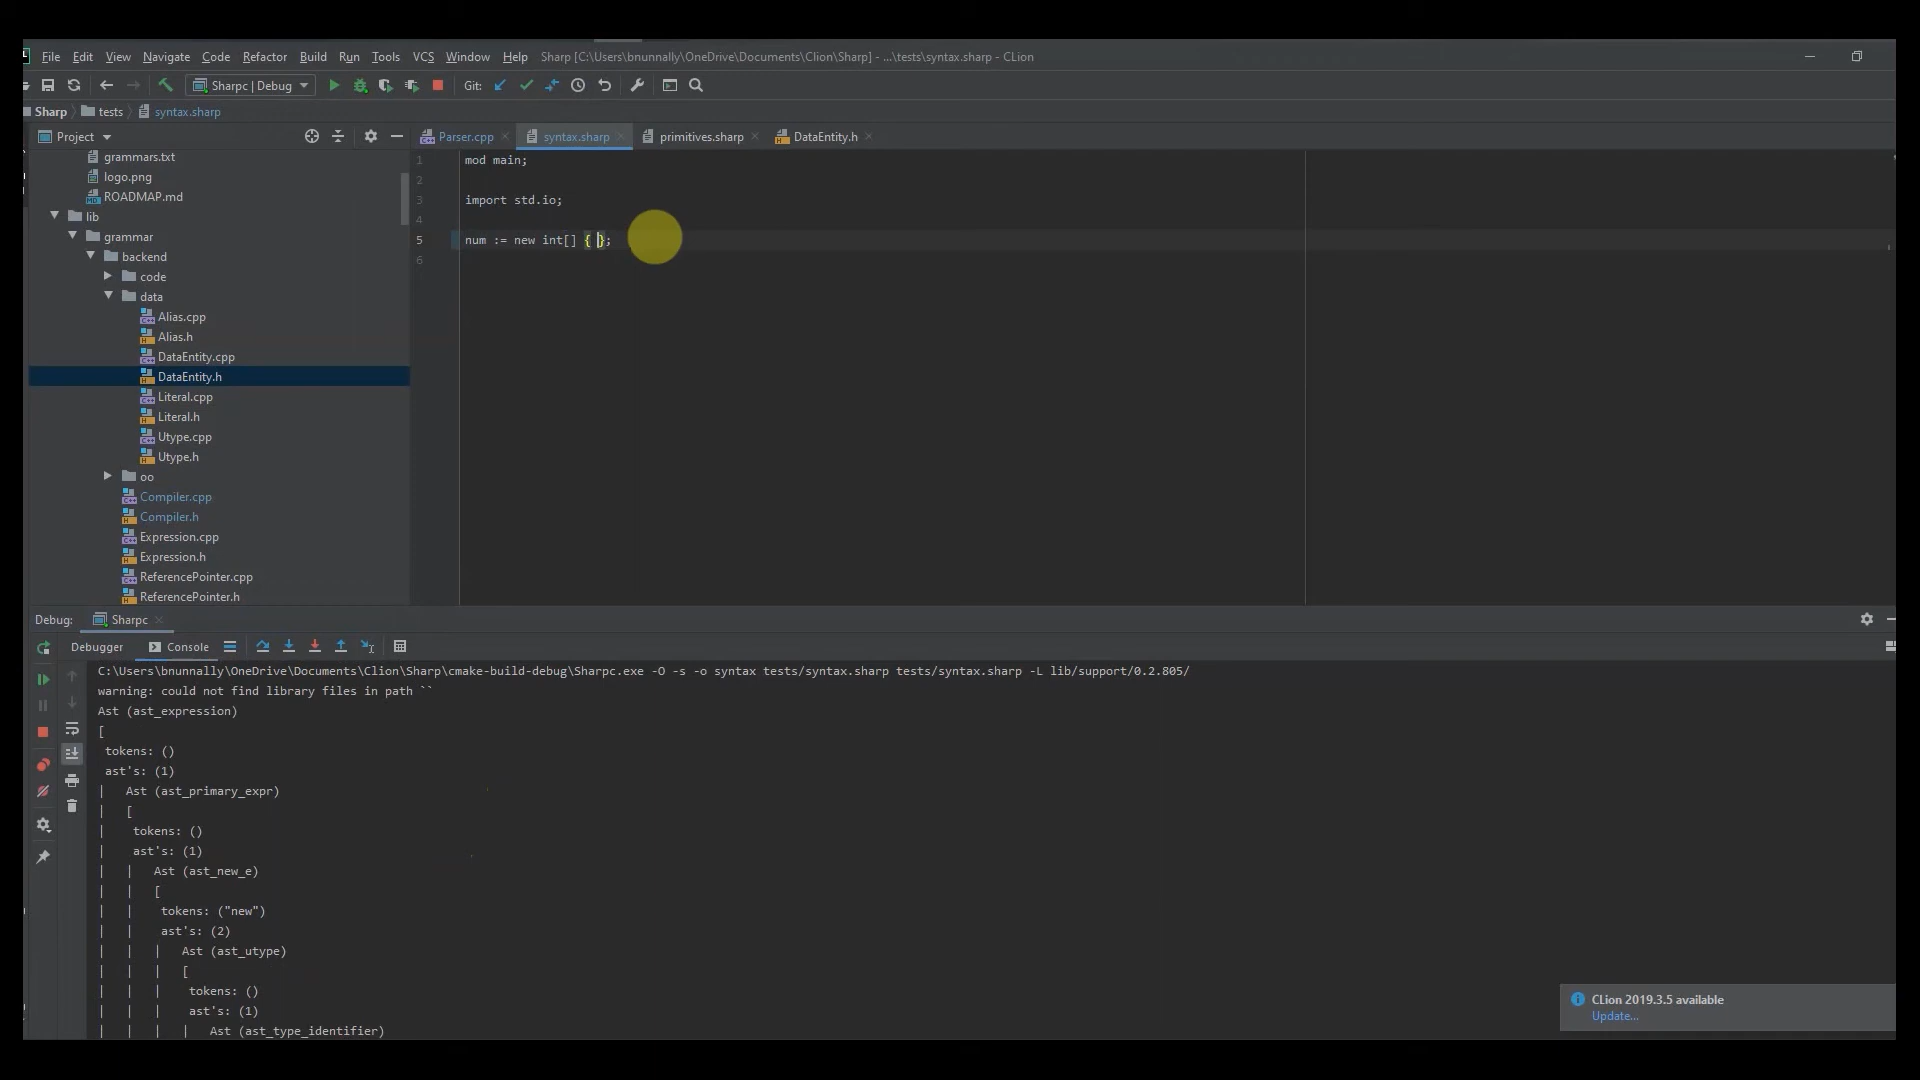 File Edit View Navigate Code Refactor Build Run Tools VCS Window Help Sharp [C:\Users\bnunnally\OneDrive\Documents\Clion\Sharp] - ...\tests\syntax.sharp - CLion
Sharpc | Debug Git:
Sharp tests syntax.sharp
Project Parser.cpp syntax.sharp primitives.sharp DataEntity.h
grammars.txt
logo.png
ROADMAP.md
lib
grammar
backend
code
data
Alias.cpp
Alias.h
DataEntity.cpp
DataEntity.h
Literal.cpp
Literal.h
Utype.cpp
Utype.h
oo
Compiler.cpp
Compiler.h
Expression.cpp
Expression.h
ReferencePointer.cpp
ReferencePointer.h
1 mod main;
2
3 import std.io;
4
5 num := new int[] { };
6
Debug: Sharpc
Debugger Console
C:\Users\bnunnally\OneDrive\Documents\Clion\Sharp\cmake-build-debug\Sharpc.exe -O -s -o syntax tests/syntax.sharp tests/syntax.sharp -L lib/support/0.2.805/
warning: could not find library files in path ``
Ast (ast_expression)
[
tokens: ()
ast's: (1)
| Ast (ast_primary_expr)
| [
| tokens: ()
| ast's: (1)
| | Ast (ast_new_e)
| | [
| | tokens: ("new")
| | ast's: (2)
| | | Ast (ast_utype)
| | | [
| | | tokens: ()
| | | ast's: (1)
| | | | Ast (ast_type_identifier)
CLion 2019.3.5 available
Update...